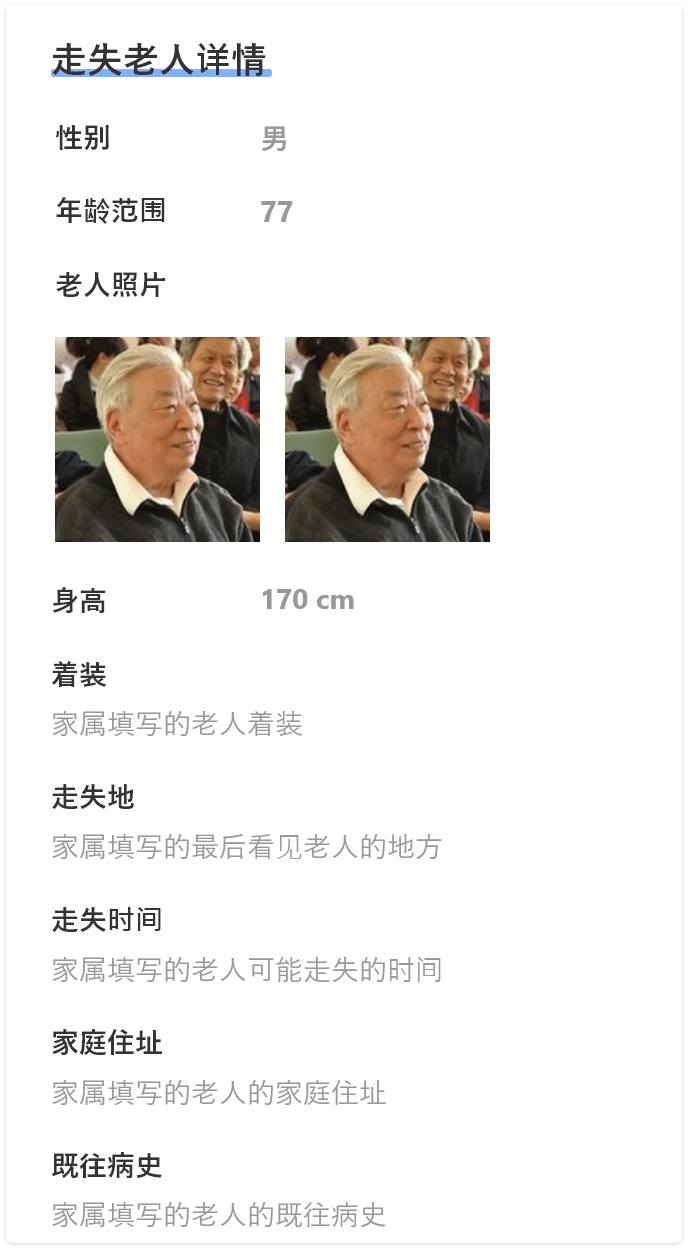 走失老人详情
性别 男
年龄范围 77
老人照片
身高 170 cm
着装
家属填写的老人着装
走失地
家属填写的最后看见老人的地方
走失时间
家属填写的老人可能走失的时间
家庭住址
家属填写的老人的家庭住址
既往病史
家属填写的老人的既往病史